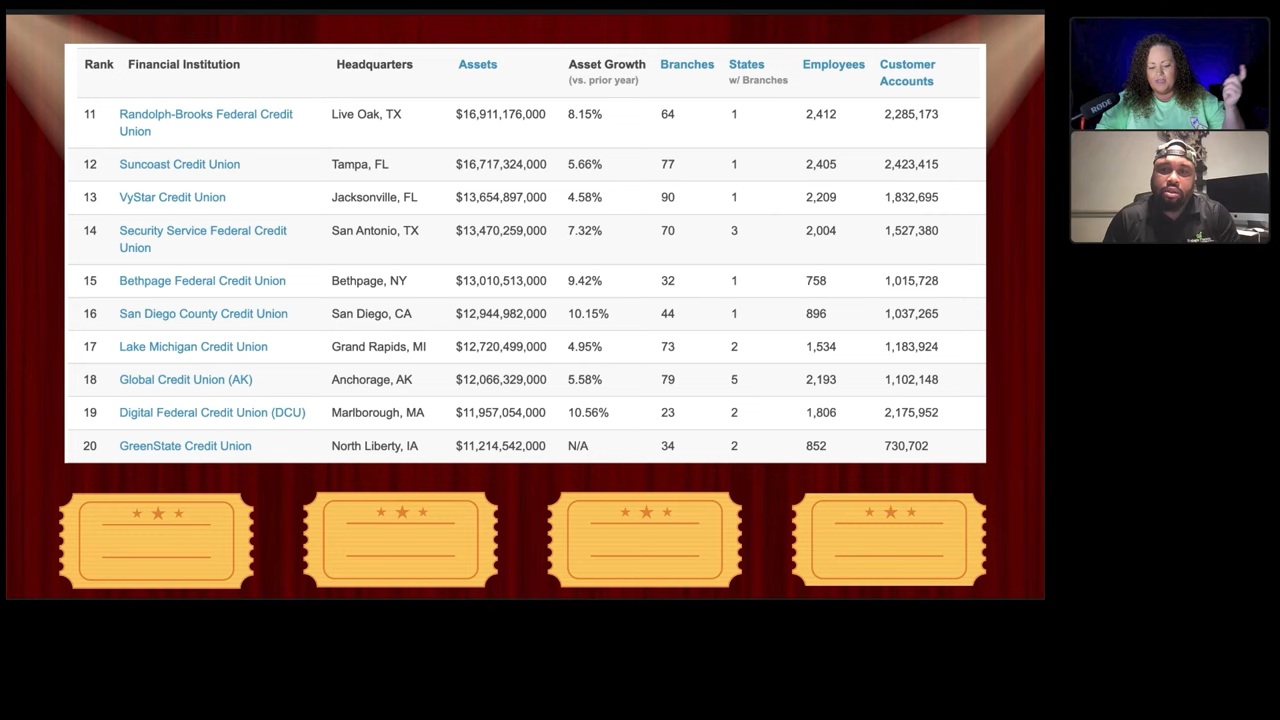 Rank Financial Institution Headquarters Assets Asset Growth Branches States Employees Customer
(vs. prior year) w/ Branches Accounts
11 Randolph-Brooks Federal Credit Live Oak, TX $16,911,176,000 8.15% 64 1 2,412 2,285,173
Union
12 Suncoast Credit Union Tampa, FL $16,717,324,000 5.66% 77 1 2,405 2,423,415
13 VyStar Credit Union Jacksonville, FL $13,654,897,000 4.58% 90 1 2,209 1,832,695
14 Security Service Federal Credit San Antonio, TX $13,470,259,000 7.32% 70 3 2,004 1,527,380
Union
15 Bethpage Federal Credit Union Bethpage, NY $13,010,513,000 9.42% 32 1 758 1,015,728
16 San Diego County Credit Union San Diego, CA $12,944,982,000 10.15% 44 1 896 1,037,265
17 Lake Michigan Credit Union Grand Rapids, MI $12,720,499,000 4.95% 73 2 1,534 1,183,924
18 Global Credit Union (AK) Anchorage, AK $12,066,329,000 5.58% 79 5 2,193 1,102,148
19 Digital Federal Credit Union (DCU) Marlborough, MA $11,957,054,000 10.56% 23 2 1,806 2,175,952
20 GreenState Credit Union North Liberty, IA $11,214,542,000 N/A 34 2 852 730,702
RØDE